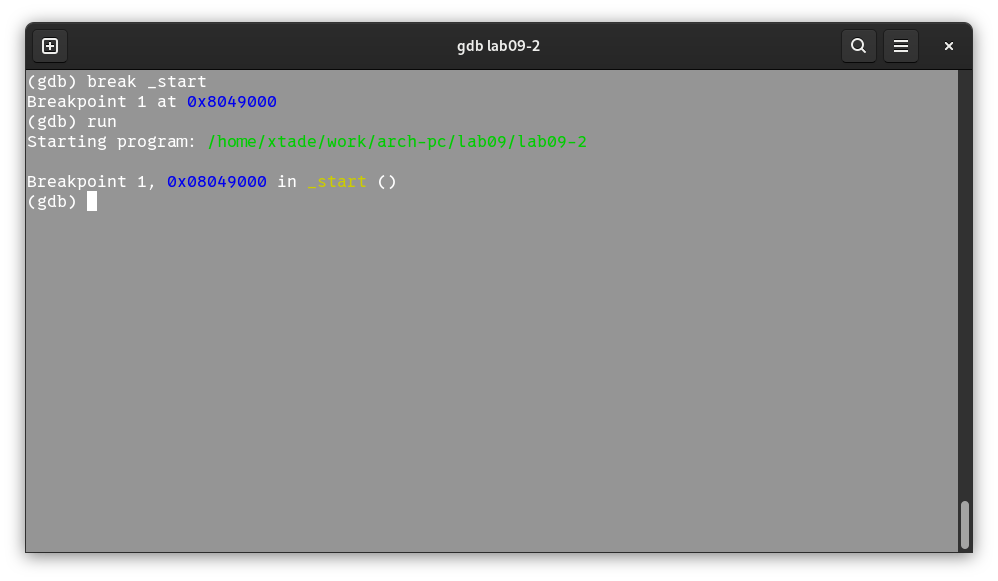 gdb lab09-2
(gdb) break _start
Breakpoint 1 at 0x8049000
(gdb) run
Starting program: /home/xtade/work/arch-pc/lab09/lab09-2
Breakpoint 1, 0x08049000 in _start ()
(gdb)